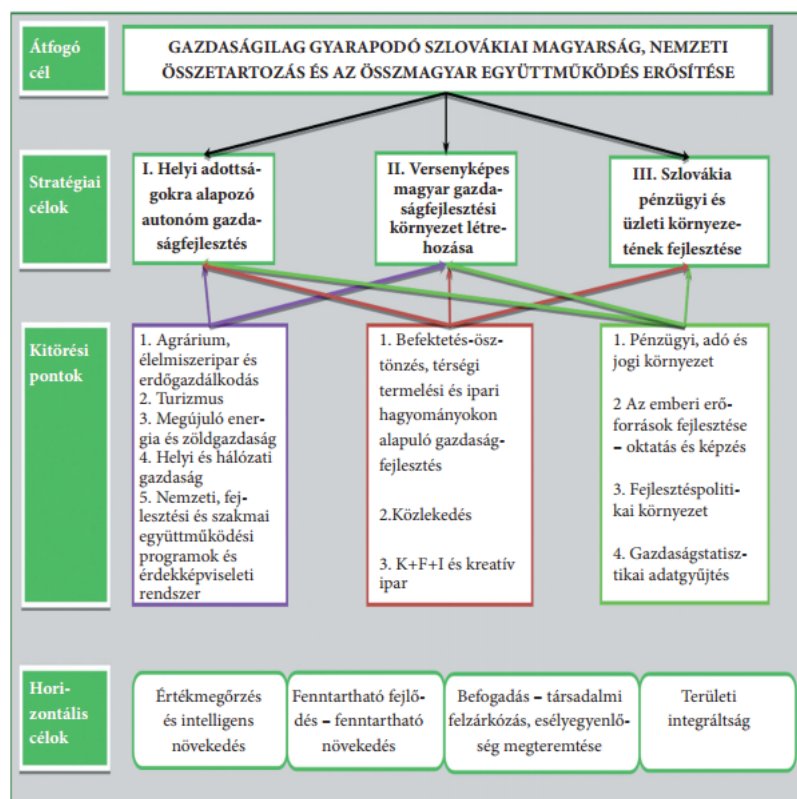 Átfogó
cél
GAZDASÁGILAG GYARAPODÓ SZLOVÁKIAI MAGYARSÁG, NEMZETI
ÖSSZETARTOZÁS ÉS AZ ÖSSZMAGYAR EGYÜTTMŰKÖDÉS ERŐSÍTÉSE
Stratégiai
célok
I. Helyi adottsá-
gokra alapozó
autonóm gazda-
ságfejlesztés
II. Versenyképes
magyar gazda-
ságfejlesztési
környezet létre-
hozása
III. Szlovákia
pénzügyi és
üzleti környeze-
tének fejlesztése
Kitörési
pontok
1. Agrárium,
élelmiszeripar és
erdőgazdálkodás
2. Turizmus
3. Megújuló ener-
gia és zöldgazdaság
4. Helyi és hálózati
gazdaság
5. Nemzeti, fej-
lesztési és szakmai
együttműködési
programok és
érdekképviseleti
rendszer
1. Befektetés-ösz-
tönzés, térségi
termelési és ipari
hagyományokon
alapuló gazdaság-
fejlesztés
2.Közlekedés
3. K+F+I és kreatív
ipar
1. Pénzügyi, adó és
jogi környezet
2 Az emberi erő-
források fejlesztése
– oktatás és képzés
3. Fejlesztéspoliti-
kai környezet
4. Gazdaságstatisz-
tikai adatgyűjtés
Hori-
zontális
célok
Értékmegőrzés
és intelligens
növekedés
Fenntartható fejlő-
dés – fenntartható
növekedés
Befogadás – társadalmi
felzárkózás, esélyegyenlő-
ség megteremtése
Területi
integráltság